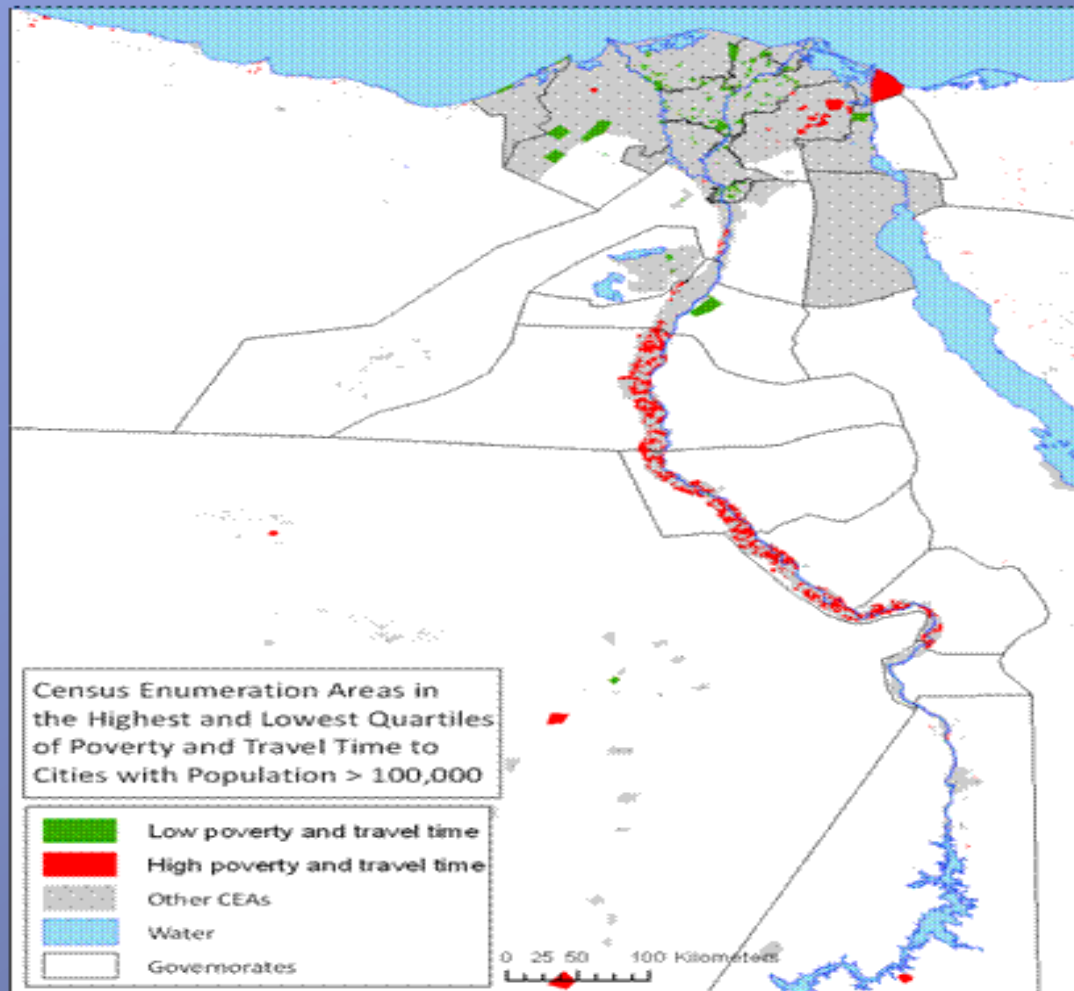 Census Enumeration Areas in
the Highest and Lowest Quartiles
of Poverty and Travel Time to
Cities with Population > 100,000
Low poverty and travel time
High poverty and travel time
Other CEAs
Water
Governorates
0 25 50 100 Kilometers